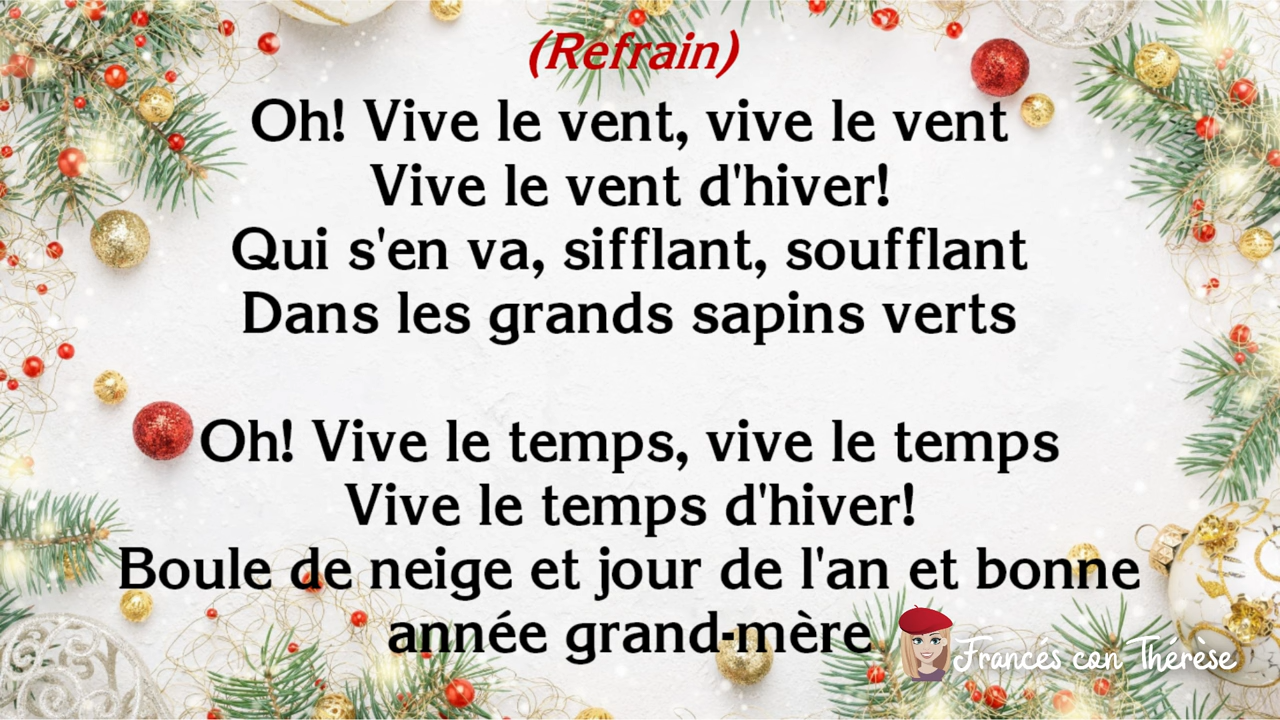 (Refrain)
Oh! Vive le vent, vive le vent
Vive le vent d'hiver!
Qui s'en va, sifflant, soufflant
Dans les grands sapins verts
Oh! Vive le temps, vive le temps
Vive le temps d'hiver!
Boule de neige et jour de l'an et bonne
année grand-mère
Francés con Thérèse